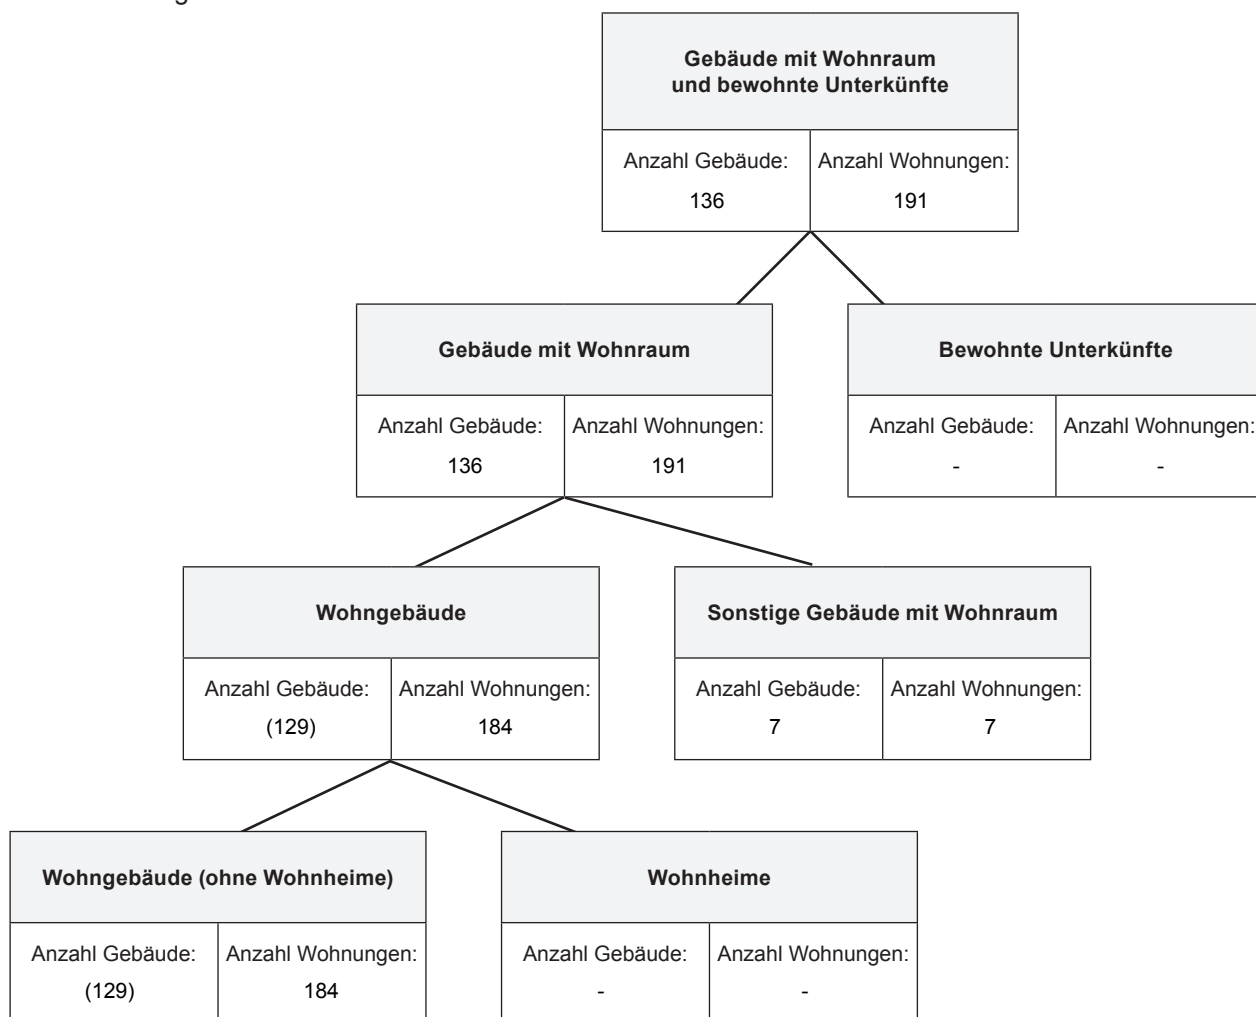 Gebäude mit Wohnraum
und bewohnte Unterkünfte
Anzahl Gebäude: Anzahl Wohnungen:
136 191
Gebäude mit Wohnraum
Anzahl Gebäude: Anzahl Wohnungen:
136 191
Bewohnte Unterkünfte
Anzahl Gebäude: Anzahl Wohnungen:
- -
Wohngebäude
Anzahl Gebäude: Anzahl Wohnungen:
(129) 184
Sonstige Gebäude mit Wohnraum
Anzahl Gebäude: Anzahl Wohnungen:
7 7
Wohngebäude (ohne Wohnheime)
Anzahl Gebäude: Anzahl Wohnungen:
(129) 184
Wohnheime
Anzahl Gebäude: Anzahl Wohnungen:
- -